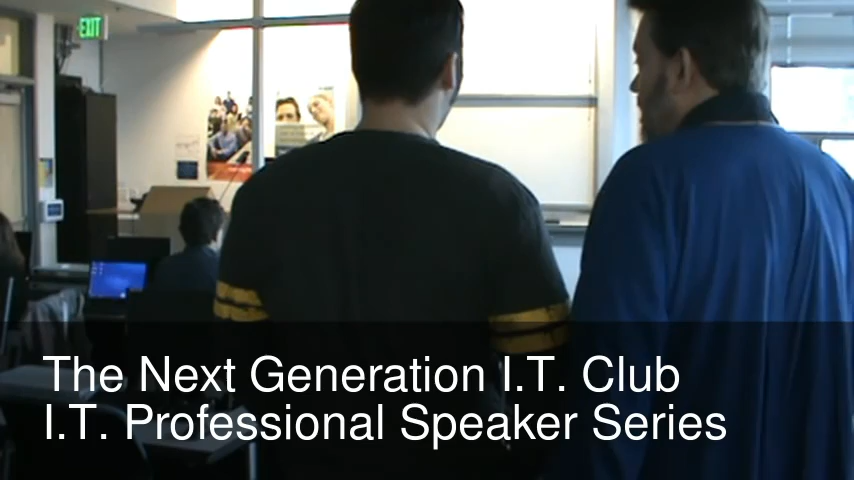 EXIT
The Next Generation I.T. Club
I.T. Professional Speaker Series